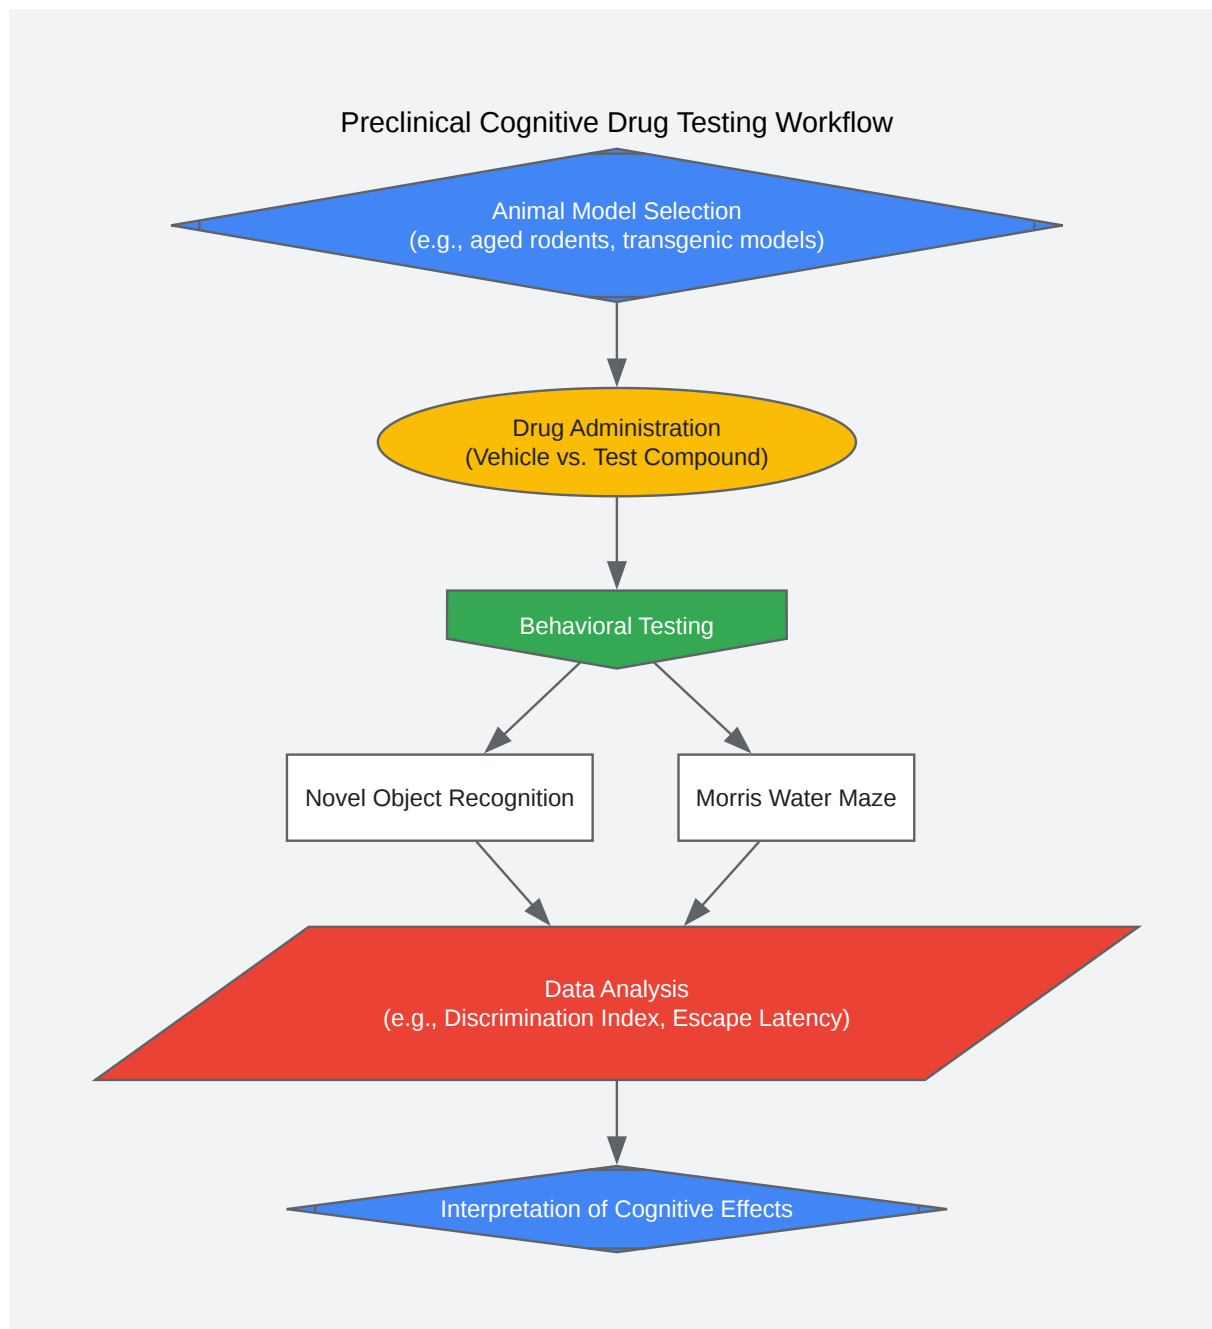 Preclinical Cognitive Drug Testing Workflow
Animal Model Selection
(e.g., aged rodents, transgenic models)
Drug Administration
(Vehicle vs. Test Compound)
Behavioral Testing
Novel Object Recognition
Morris Water Maze
Data Analysis
(e.g., Discrimination Index, Escape Latency)
Interpretation of Cognitive Effects